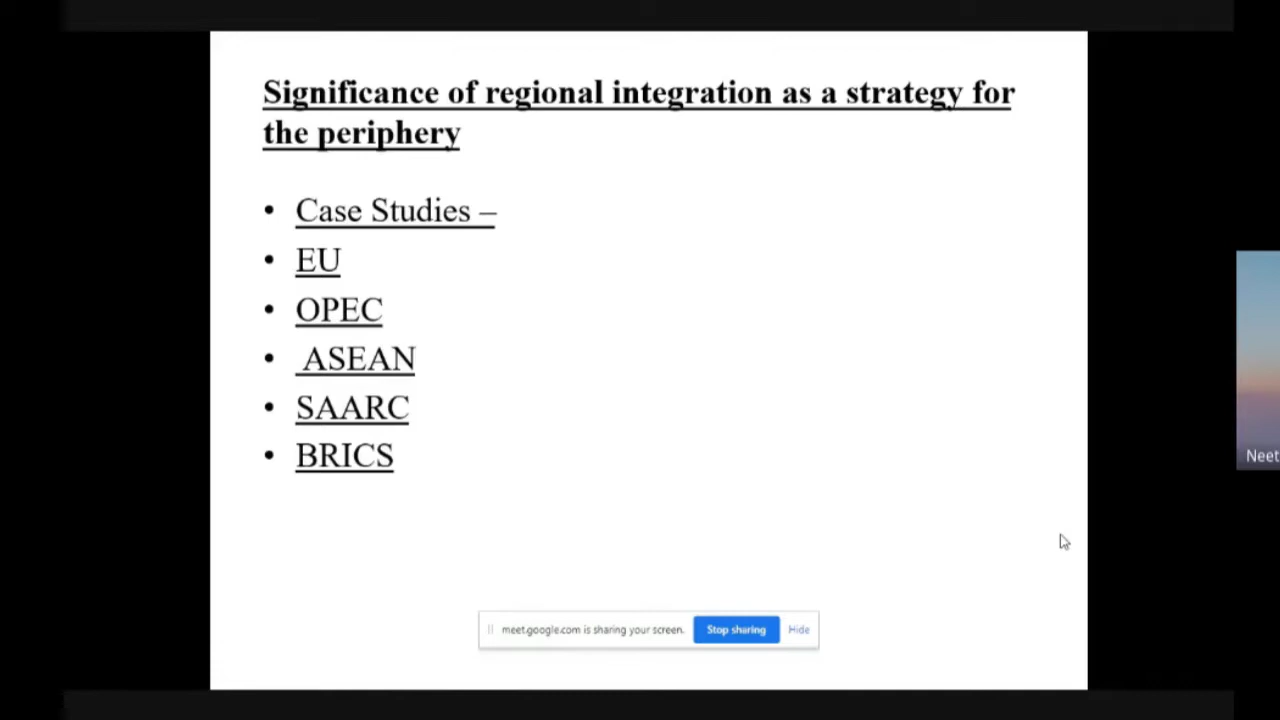 Significance of regional integration as a strategy for
the periphery
• Case Studies –
• EU
• OPEC
• ASEAN
• SAARC
• BRICS
Neet
meet.google.com is sharing your screen.
Stop sharing
Hide